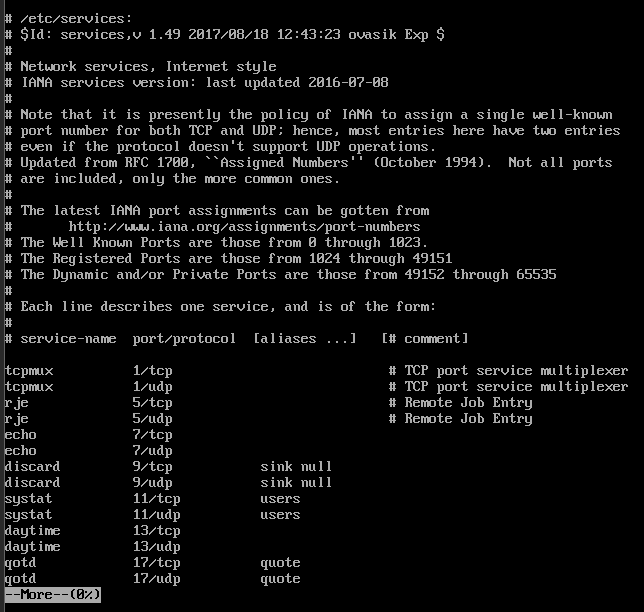 # /etc/services:
# $Id: services,v 1.49 2017/08/18 12:43:23 ovasik Exp $
#
# Network services, Internet style
# IANA services version: last updated 2016-07-08
#
# Note that it is presently the policy of IANA to assign a single well-known
# port number for both TCP and UDP; hence, most entries here have two entries
# even if the protocol doesn't support UDP operations.
# Updated from RFC 1700, ``Assigned Numbers'' (October 1994).  Not all ports
# are included, only the more common ones.
#
# The latest IANA port assignments can be gotten from
#       http://www.iana.org/assignments/port-numbers
# The Well Known Ports are those from 0 through 1023.
# The Registered Ports are those from 1024 through 49151
# The Dynamic and/or Private Ports are those from 49152 through 65535
#
# Each line describes one service, and is of the form:
#
# service-name  port/protocol  [aliases ...]   [# comment]

tcpmux          1/tcp                           # TCP port service multiplexer
tcpmux          1/udp                           # TCP port service multiplexer
rje             5/tcp                           # Remote Job Entry
rje             5/udp                           # Remote Job Entry
echo            7/tcp
echo            7/udp
discard         9/tcp           sink null
discard         9/udp           sink null
systat          11/tcp          users
systat          11/udp          users
daytime         13/tcp
daytime         13/udp
qotd            17/tcp          quote
qotd            17/udp          quote
--More--(0%)